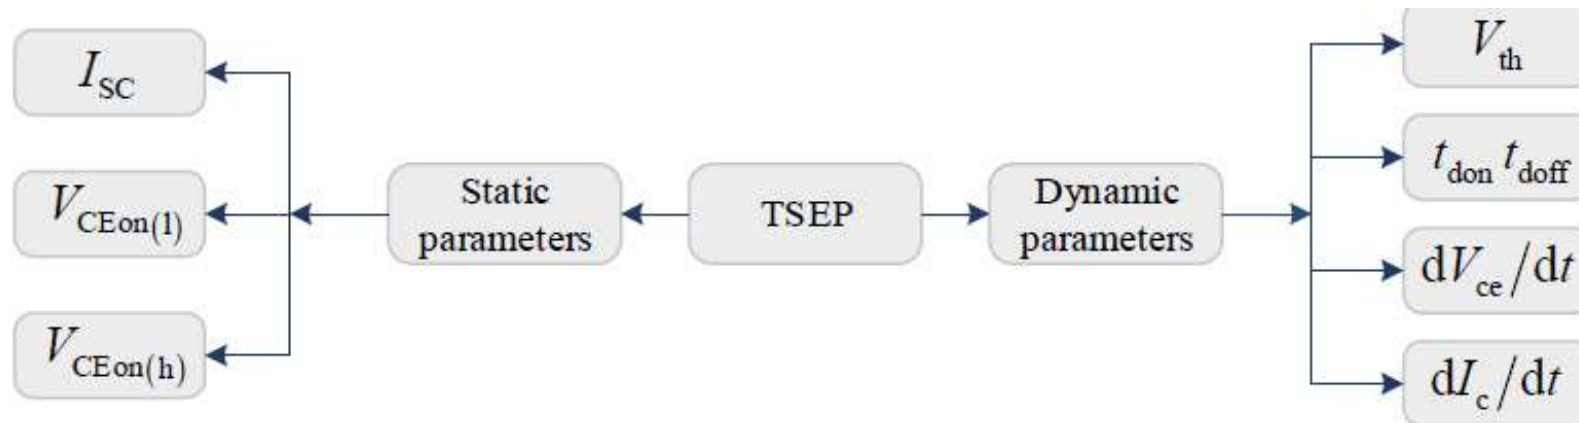 I_SC
V_CEon(l)
V_CEon(h)
Static
parameters
TSEP
Dynamic
parameters
V_th
t_don t_doff
dV_ce/dt
dI_c/dt